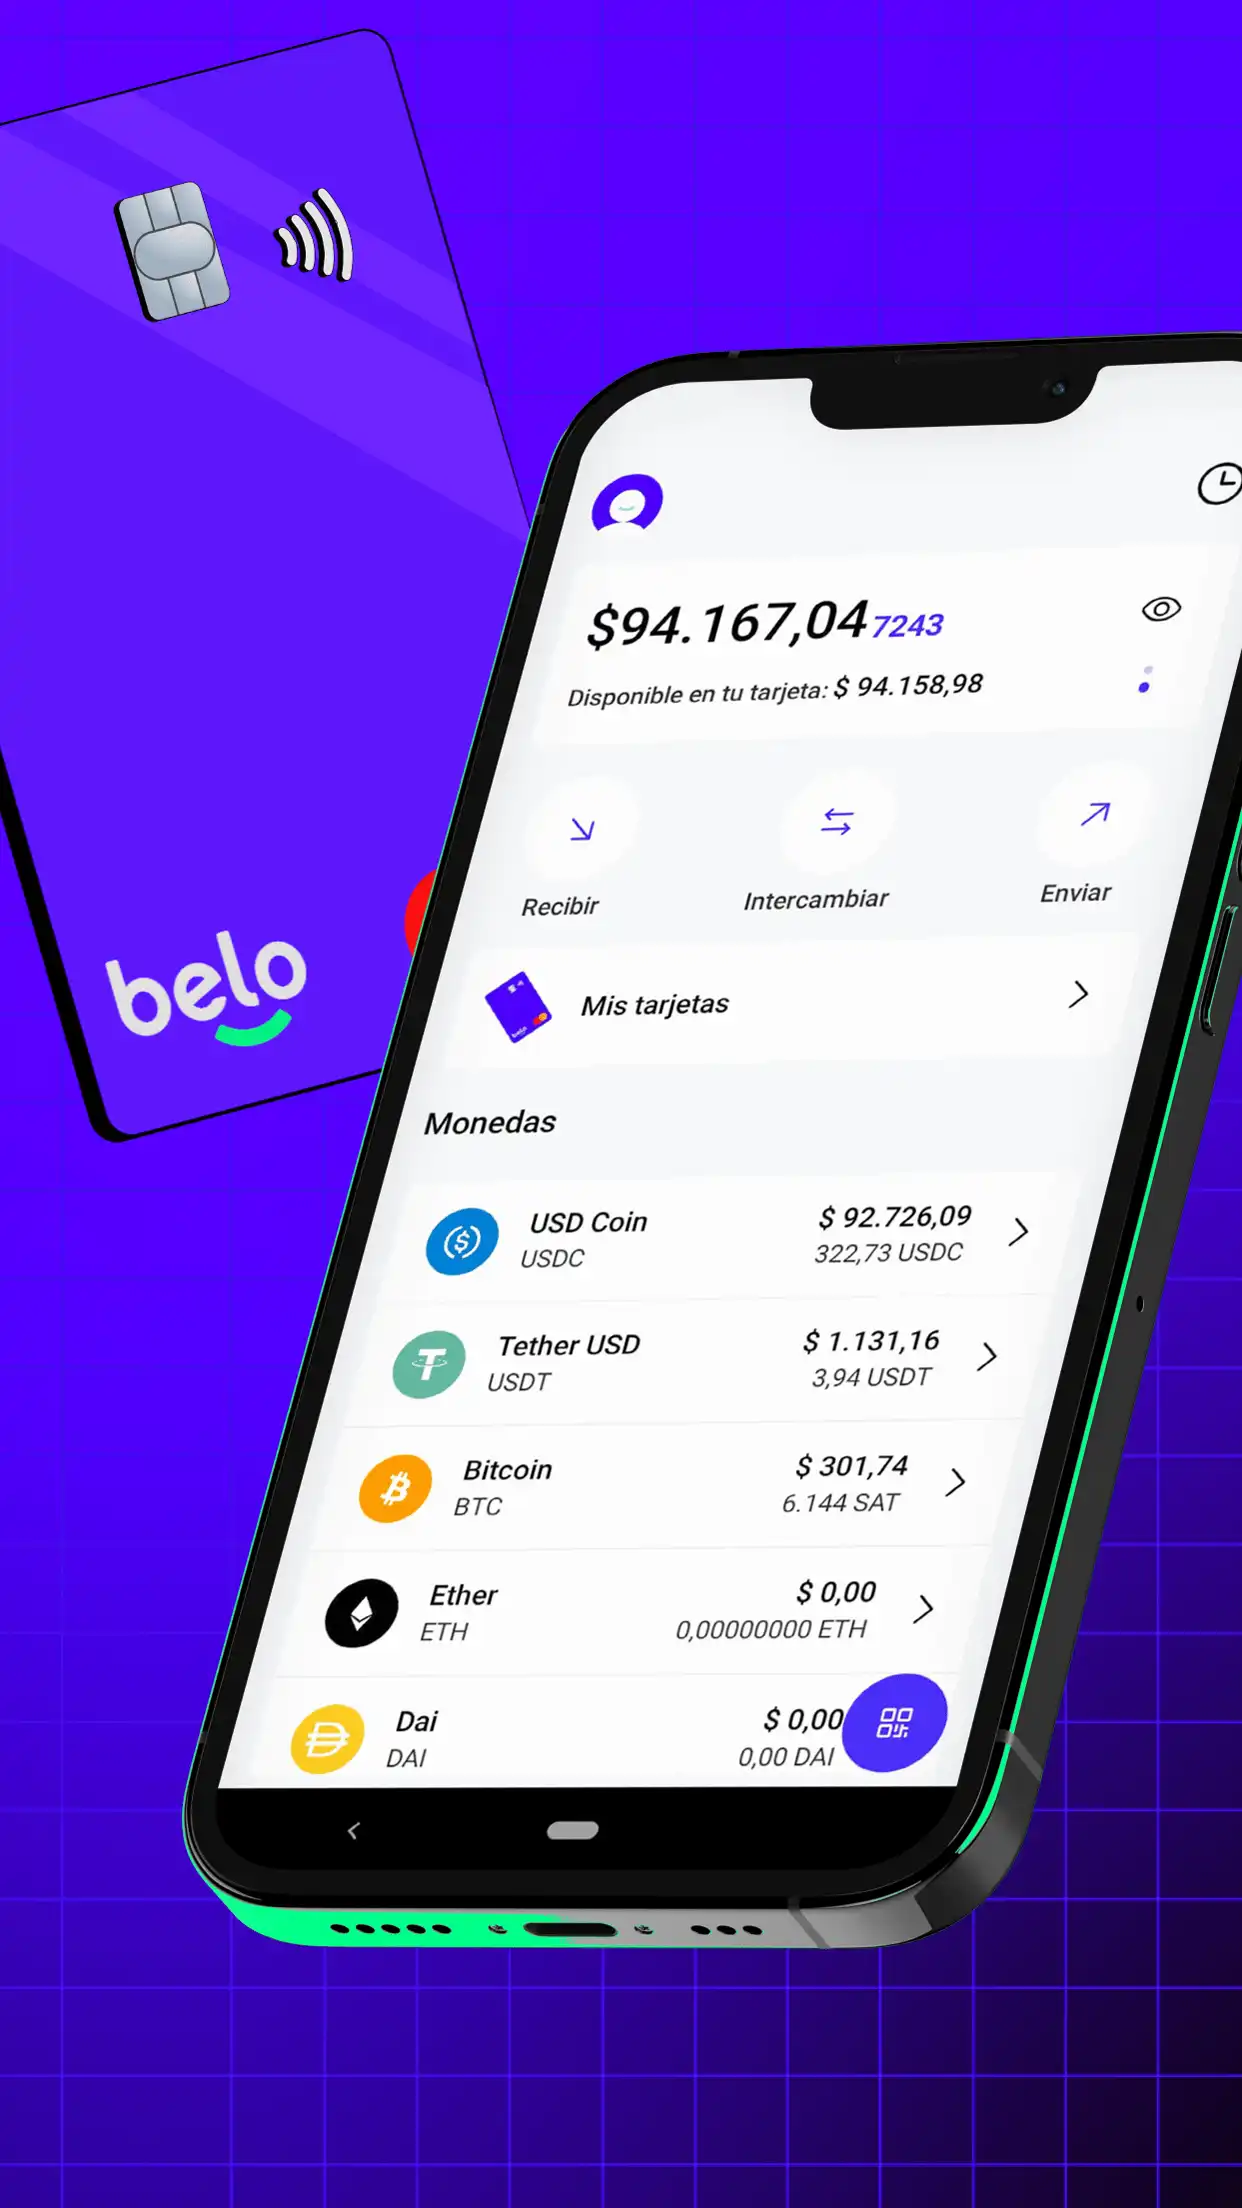 belo
$94.167,047243
Disponible en tu tarjeta: $ 94.158,98
Recibir
Intercambiar
Enviar
Mis tarjetas
Monedas
USD Coin
$ 92.726,09
USDC
322,73 USDC
Tether USD
$ 1.131,16
USDT
3,94 USDT
Bitcoin
$ 301,74
BTC
6.144 SAT
Ether
$ 0,00
ETH
0,00000000 ETH
Dai
$ 0,00
DAI
0,00 DAI